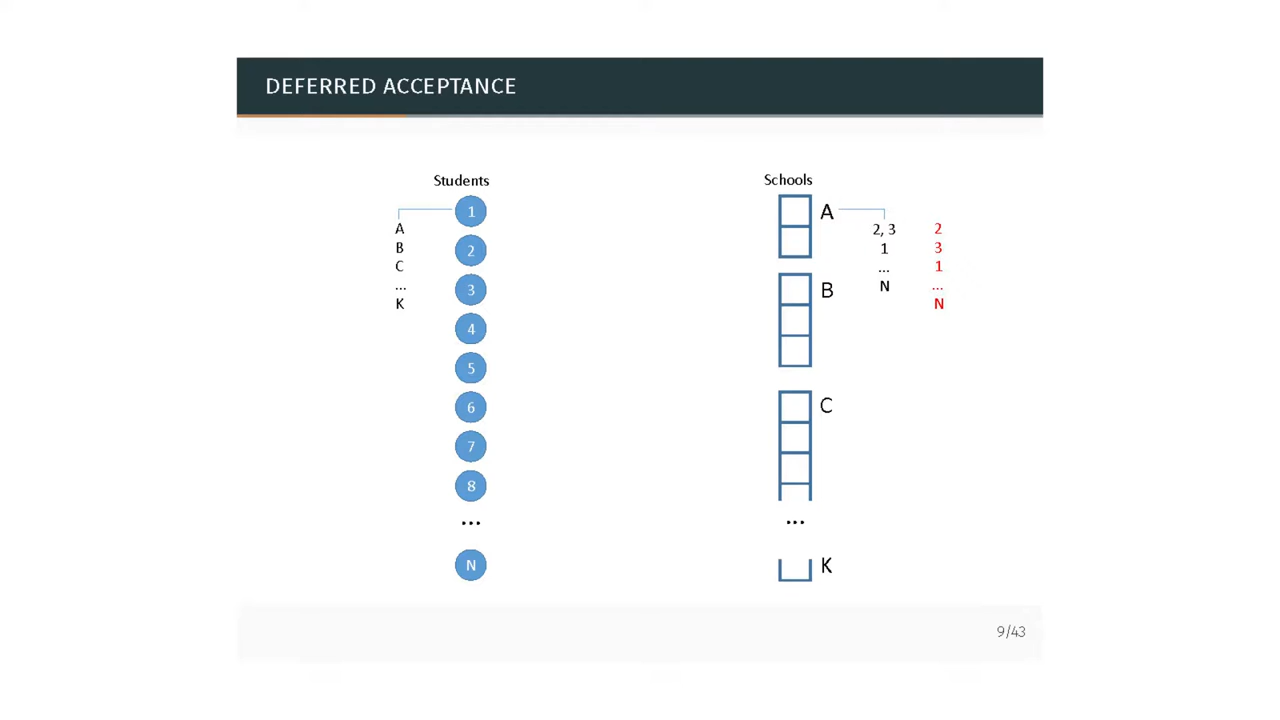 DEFERRED ACCEPTANCE
Students
1
2
3
4
5
6
7
8
...
N
A
B
C
...
K
Schools
A
B
C
...
K
2, 3
1
...
N
2
3
1
...
N
9/43